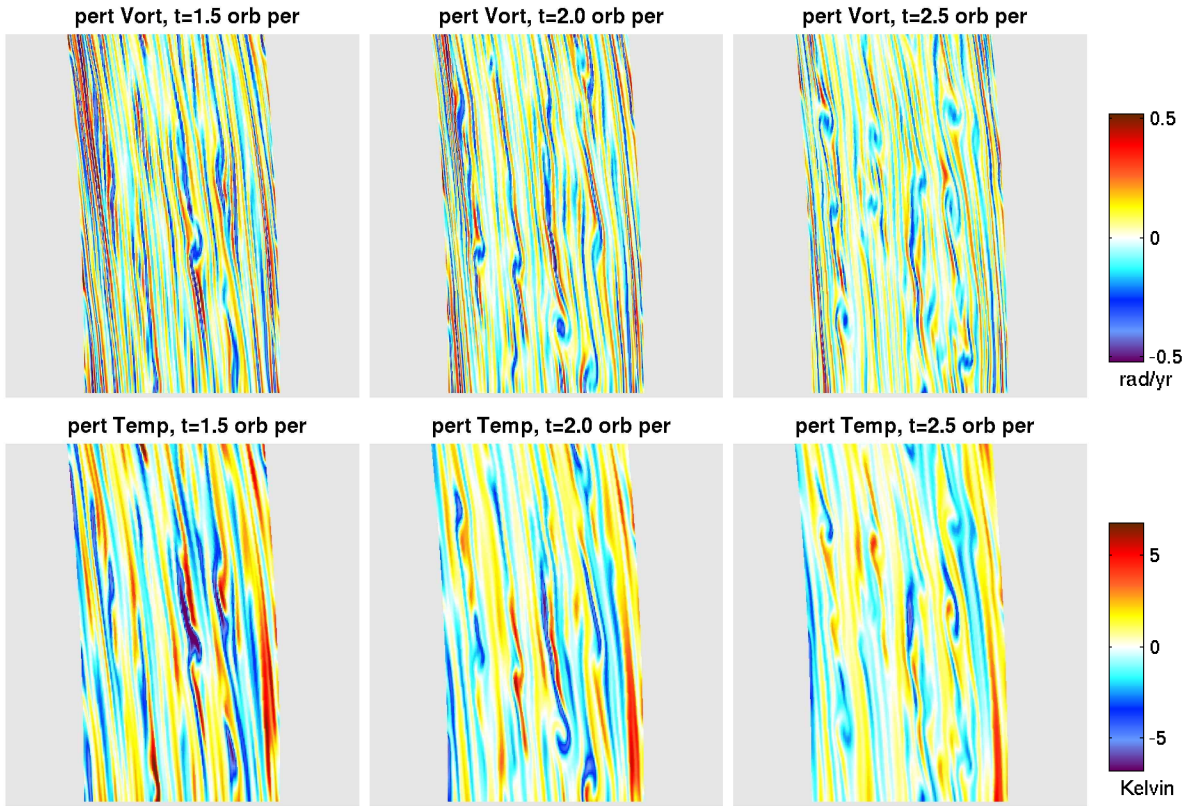 pert Vort, t=1.5 orb per
pert Vort, t=2.0 orb per
pert Vort, t=2.5 orb per
0.5
0
-0.5
rad/yr
pert Temp, t=1.5 orb per
pert Temp, t=2.0 orb per
pert Temp, t=2.5 orb per
5
0
-5
Kelvin